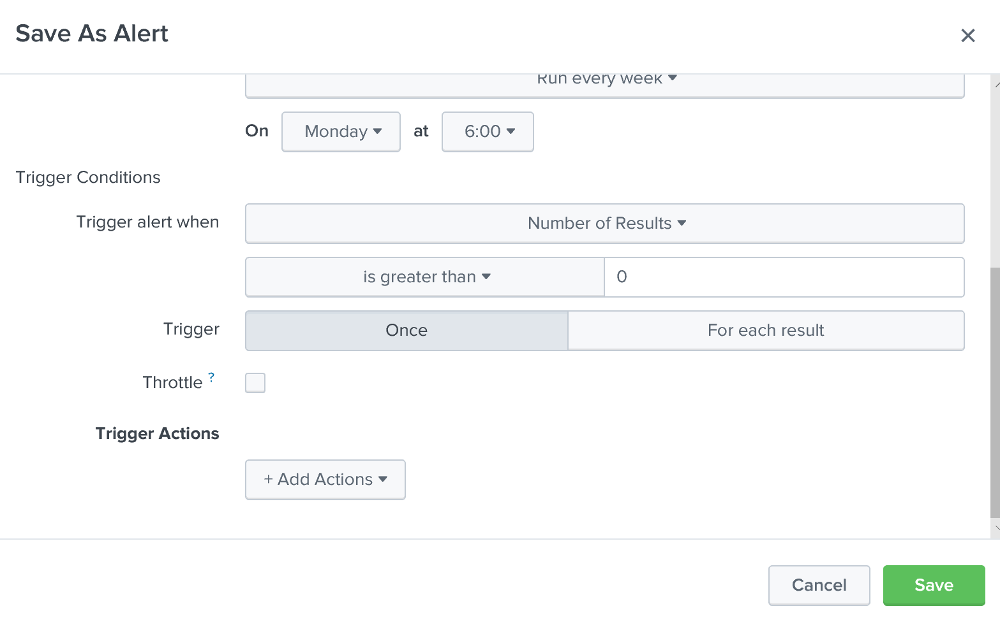 Save As Alert
Run every week
On Monday at 6:00
Trigger Conditions
Trigger alert when Number of Results
is greater than 0
Trigger Once For each result
Throttle ?
Trigger Actions
+ Add Actions
Cancel Save